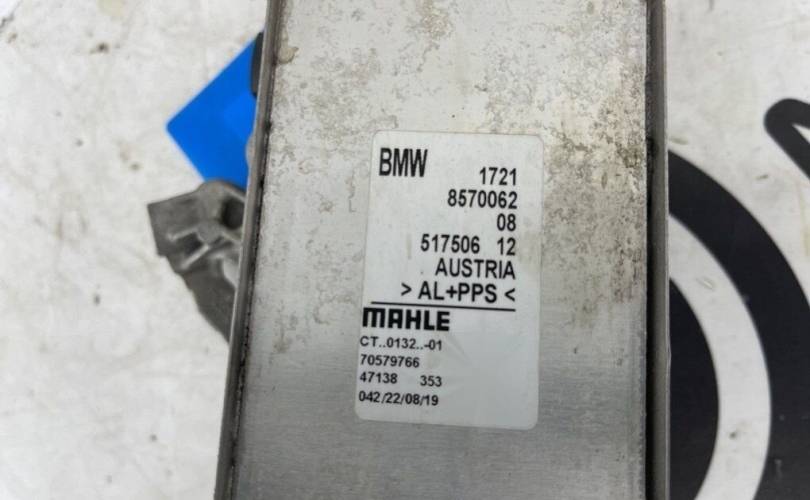 BMW 1721
8570062
08
517506 12
AUSTRIA
> AL+PPS <
MAHLE
CT..0132..-01
70579766
47138 353
042/22/08/19